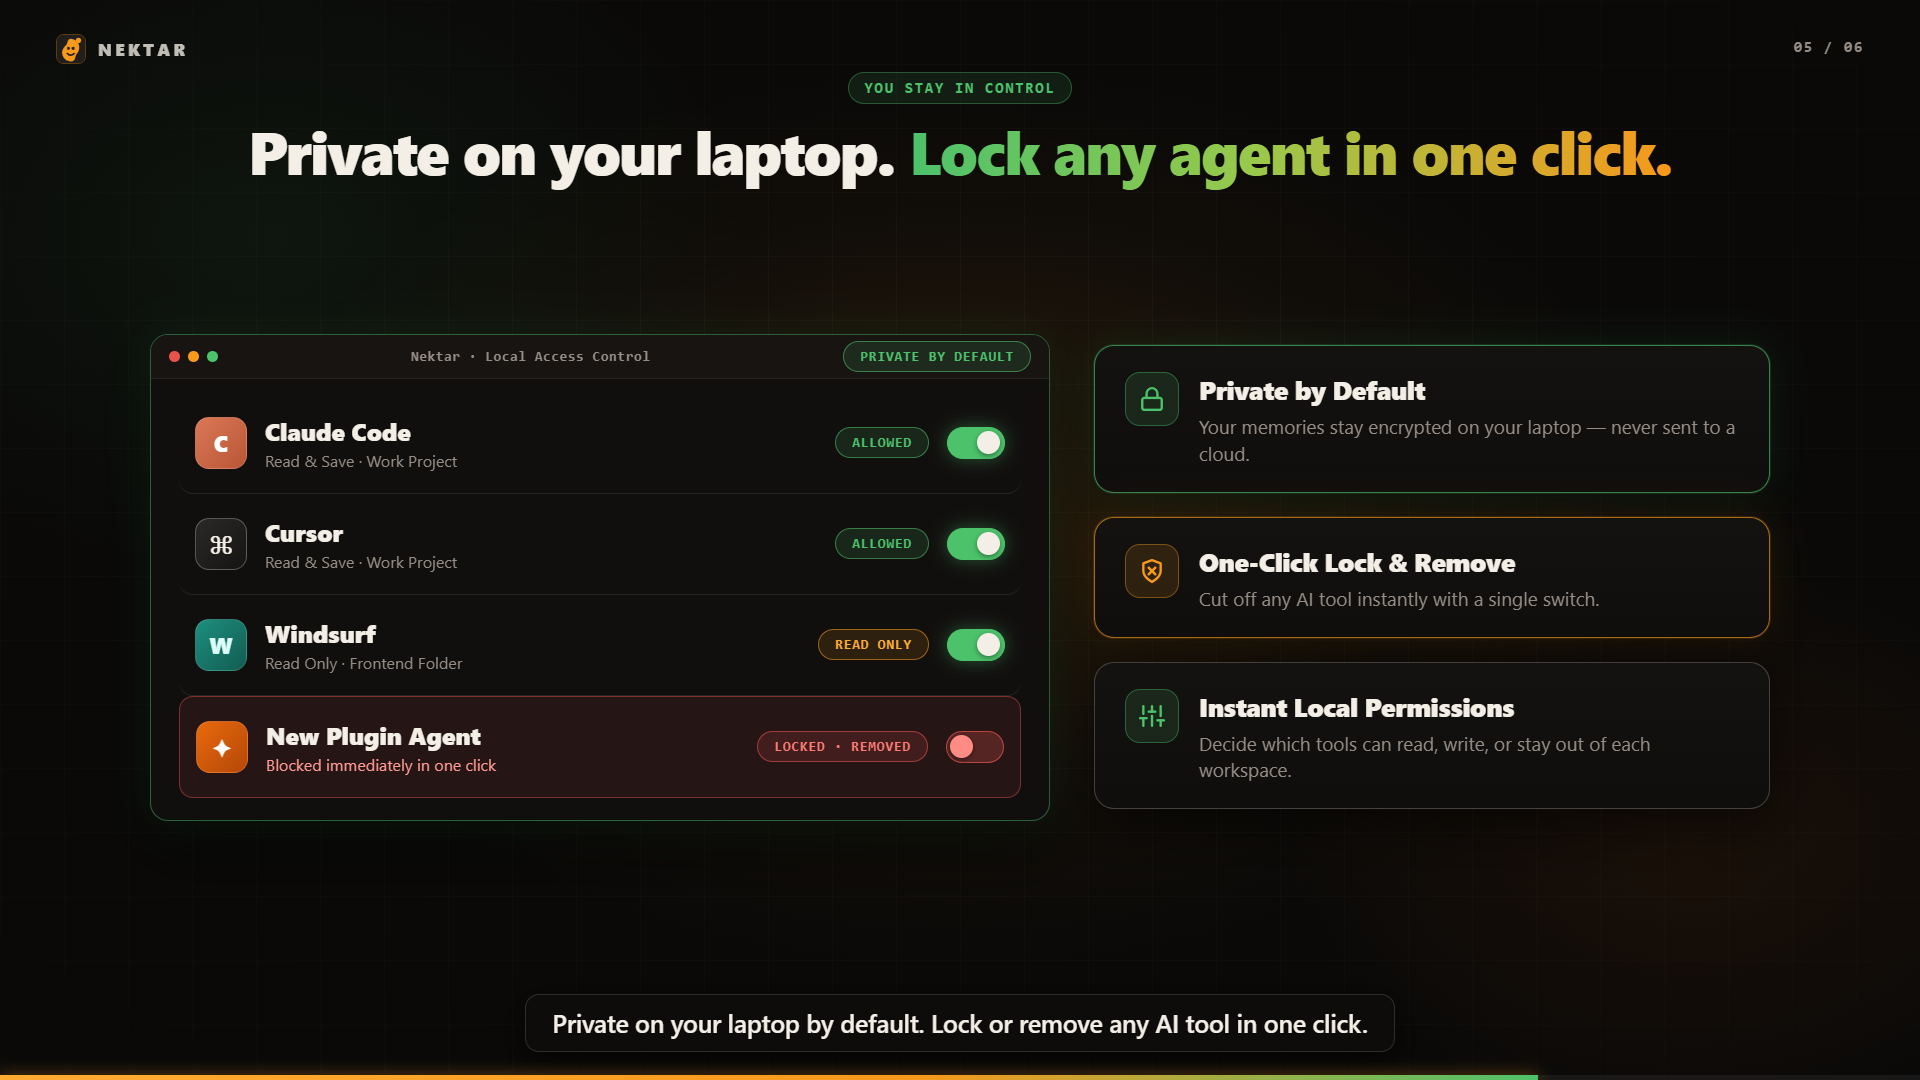 NEKTAR
05 / 06
YOU STAY IN CONTROL
Private on your laptop. Lock any agent in one click.
Nektar · Local Access Control
PRIVATE BY DEFAULT
C
Claude Code
Read & Save · Work Project
ALLOWED
⌘
Cursor
Read & Save · Work Project
ALLOWED
W
Windsurf
Read Only · Frontend Folder
READ ONLY
New Plugin Agent
Blocked immediately in one click
LOCKED · REMOVED
Private by Default
Your memories stay encrypted on your laptop — never sent to a
cloud.
One-Click Lock & Remove
Cut off any AI tool instantly with a single switch.
Instant Local Permissions
Decide which tools can read, write, or stay out of each
workspace.
Private on your laptop by default. Lock or remove any AI tool in one click.